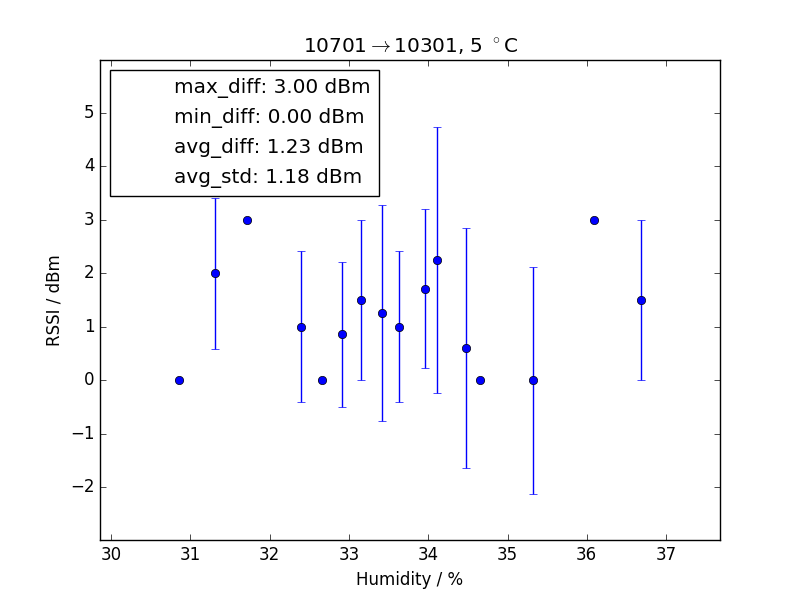 10701→10301, 5 °C
max_diff: 3.00 dBm
min_diff: 0.00 dBm
avg_diff: 1.23 dBm
avg_std: 1.18 dBm
RSSI / dBm
5
4
3
2
1
0
−1
−2
30 31 32 33 34 35 36 37
Humidity / %